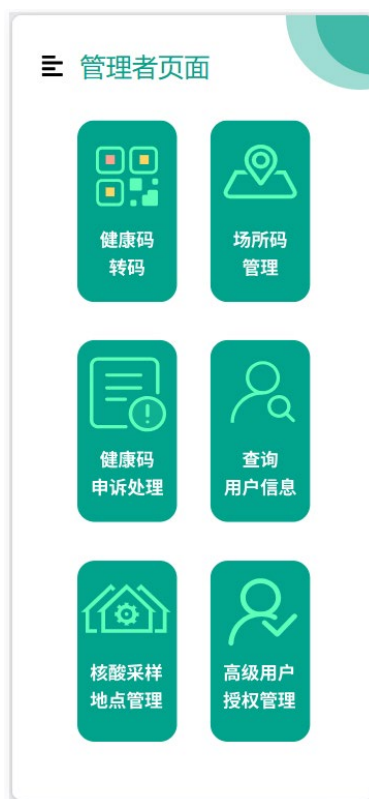 管理者页面
健康码
转码
场所码
管理
健康码
申诉处理
查询
用户信息
核酸采样
地点管理
高级用户
授权管理